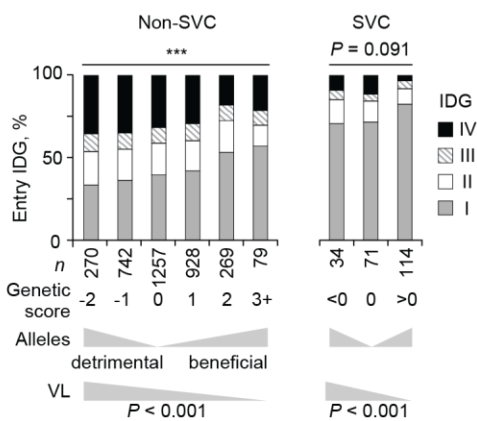 Non-SVC SVC
*** P = 0.091
100
50
0
Entry IDG, %
IDG
IV
III
II
I
n 270 742 1257 928 269 79 34 71 114
Genetic score -2 -1 0 1 2 3+ <0 0 >0
Alleles
detrimental beneficial
VL
P < 0.001 P < 0.001